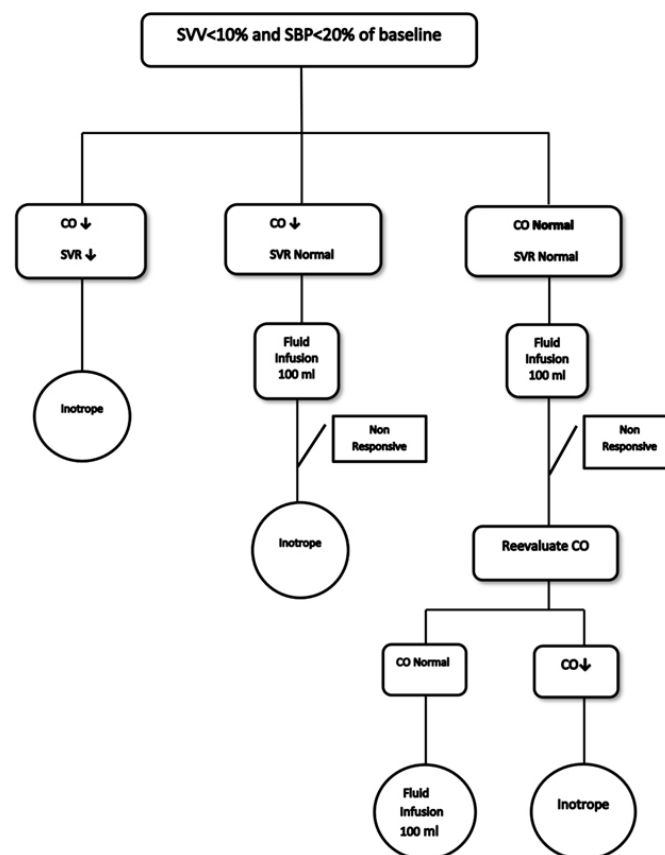 SVV<10% and SBP<20% of baseline
CO ↓
SVR ↓
CO ↓
SVR Normal
CO Normal
SVR Normal
Inotrope
Fluid
Infusion
100 ml
Fluid
Infusion
100 ml
Non
Responsive
Non
Responsive
Inotrope
Reevaluate CO
CO Normal
CO↓
Fluid
Infusion
100 ml
Inotrope